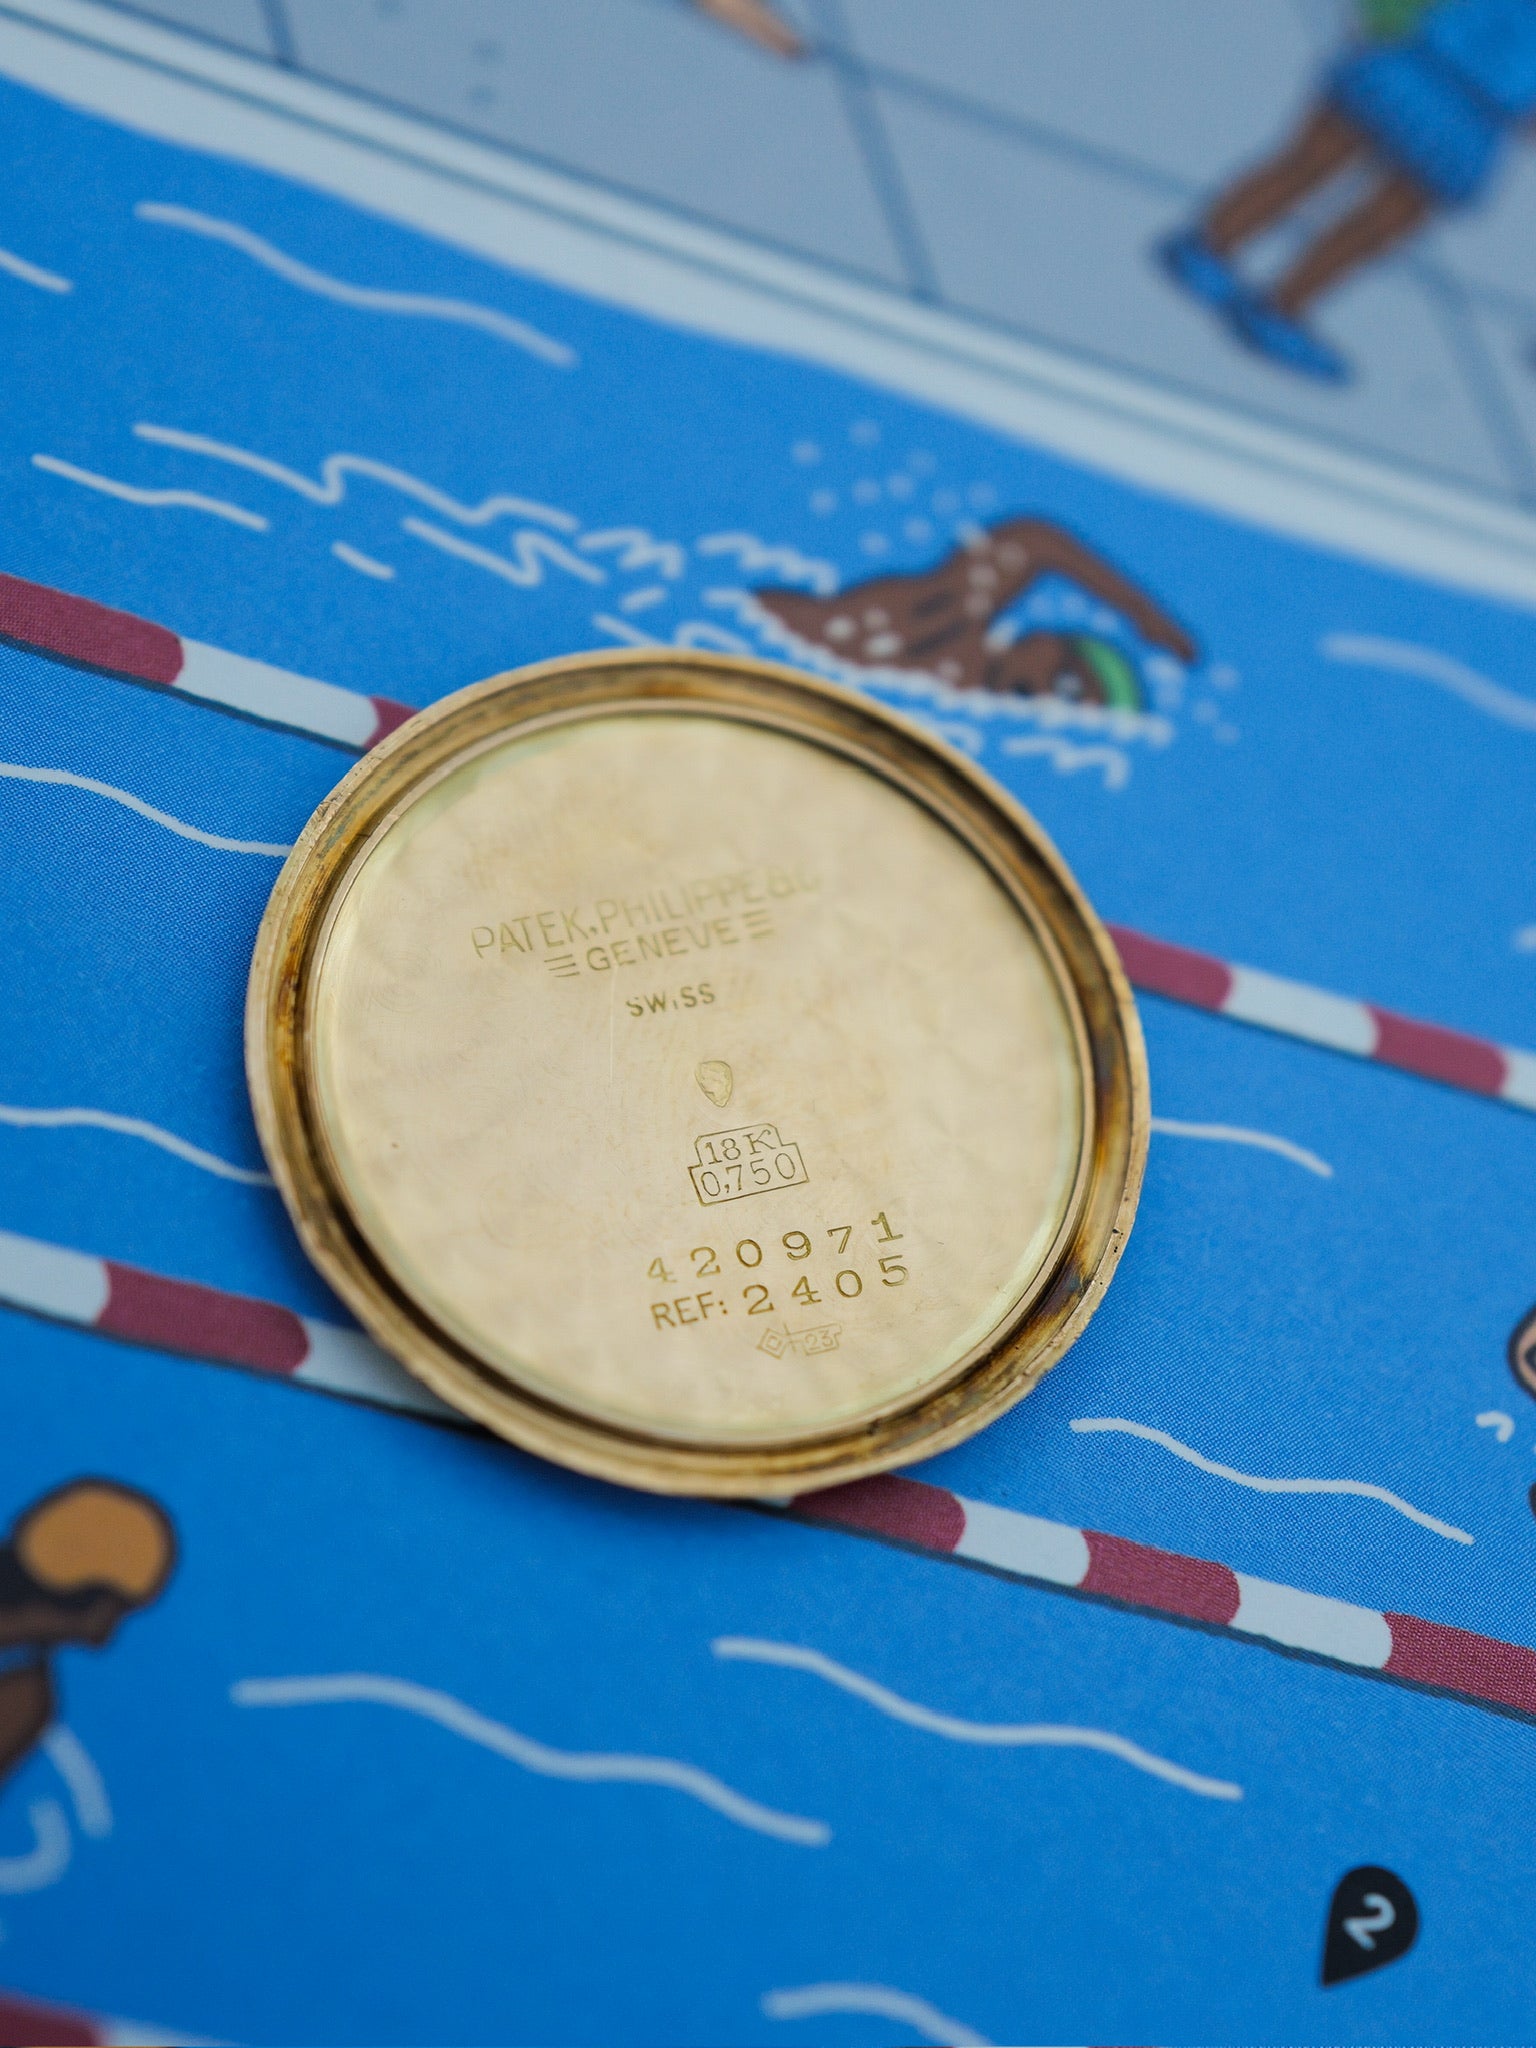 PATEK, PHILIPPE & Cº
≡ GENEVE ≡
SWISS
18K
0,750
420971
REF: 2405
23
2